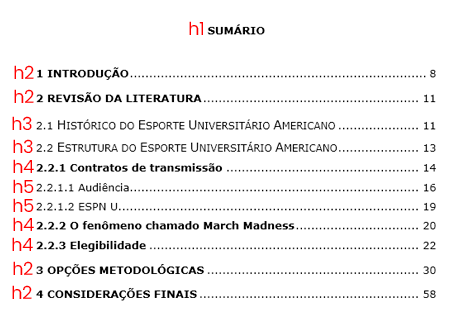 h1 SUMÁRIO
h2 1 INTRODUÇÃO........................................................................ 8
h2 2 REVISÃO DA LITERATURA....................................................... 11
h3 2.1 HISTÓRICO DO ESPORTE UNIVERSITÁRIO AMERICANO ................... 11
h3 2.2 ESTRUTURA DO ESPORTE UNIVERSITÁRIO AMERICANO................... 13
h4 2.2.1 Contratos de transmissão ................................................ 14
h5 2.2.1.1 Audiência...................................................................... 16
h5 2.2.1.2 ESPN U......................................................................... 19
h4 2.2.2 O fenômeno chamado March Madness.............................. 20
h4 2.2.3 Elegibilidade .................................................................. 22
h2 3 OPÇÕES METODOLÓGICAS ..................................................... 30
h2 4 CONSIDERAÇÕES FINAIS ....................................................... 58